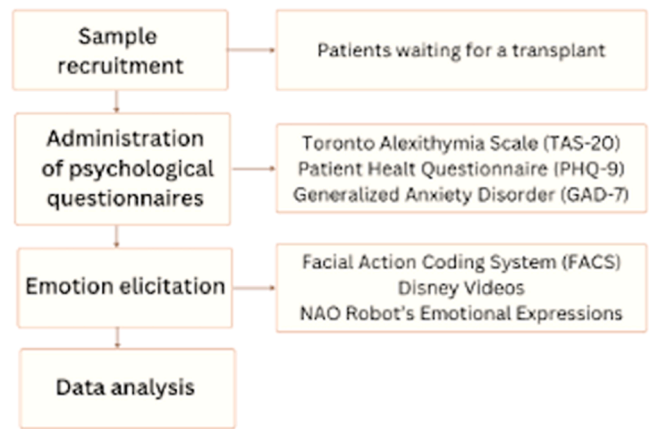 Sample
recruitment
Patients waiting for a transplant
Administration
of psychological
questionnaires
Toronto Alexithymia Scale (TAS-20)
Patient Healt Questionnaire (PHQ-9)
Generalized Anxiety Disorder (GAD-7)
Emotion elicitation
Facial Action Coding System (FACS)
Disney Videos
NAO Robot's Emotional Expressions
Data analysis